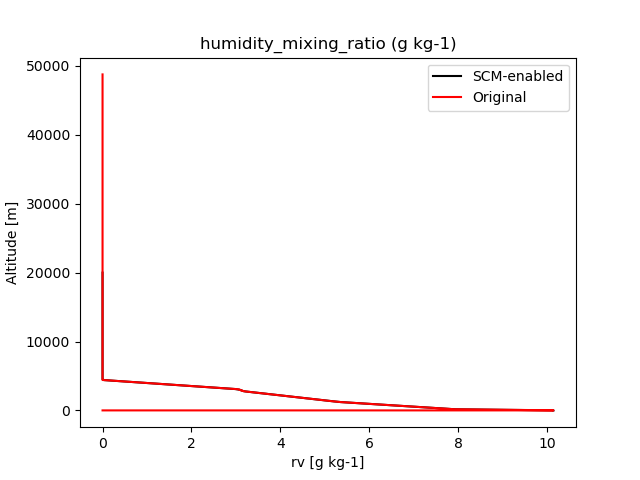 humidity_mixing_ratio (g kg-1)
SCM-enabled
Original
Altitude [m]
50000
40000
30000
20000
10000
0
0 2 4 6 8 10
rv [g kg-1]